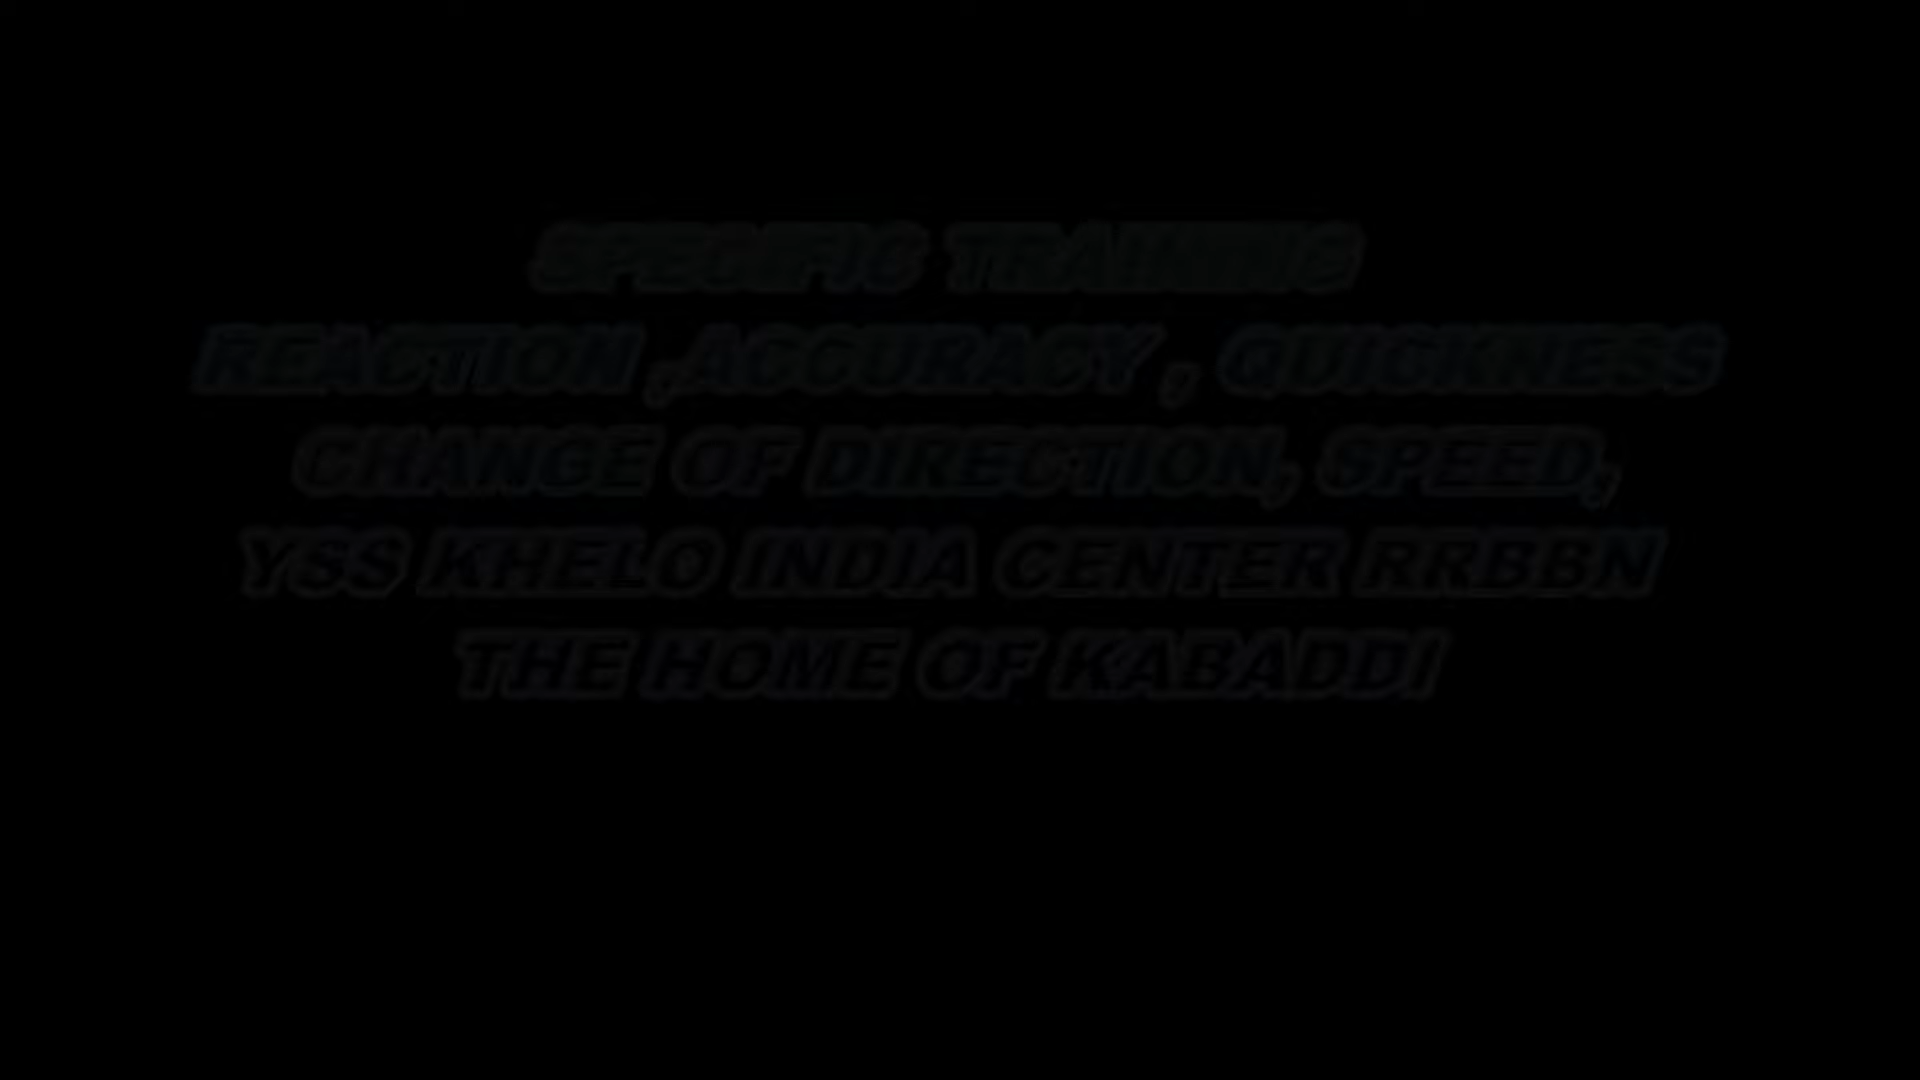 SPECIFIC TRAINING
REACTION ,ACCURACY , QUICKNESS
CHANGE OF DIRECTION, SPEED,
YSS KHELO INDIA CENTER RRBBN
THE HOME OF KABADDI